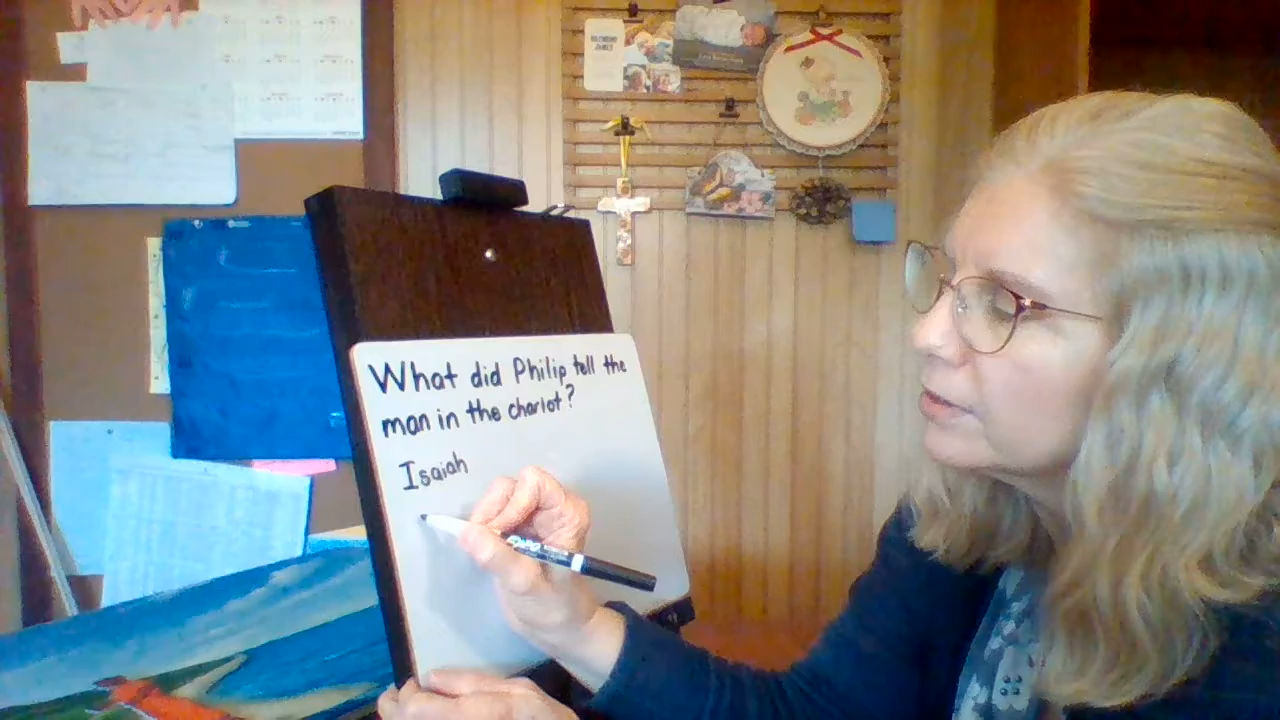 What did Philip tell the
man in the chariot?
Isaiah